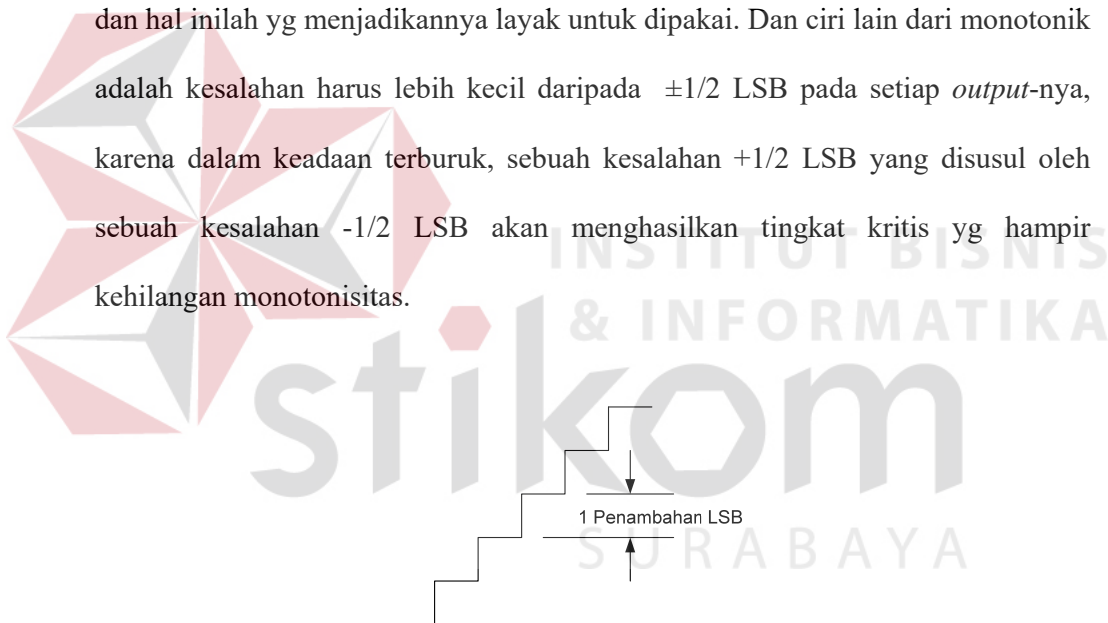 dan hal inilah yg menjadikannya layak untuk dipakai. Dan ciri lain dari monotonik
adalah kesalahan harus lebih kecil daripada ±1/2 LSB pada setiap output-nya,
karena dalam keadaan terburuk, sebuah kesalahan +1/2 LSB yang disusul oleh
sebuah kesalahan -1/2 LSB akan menghasilkan tingkat kritis yg hampir
kehilangan monotonisitas.
INSTITUT BISNIS
& INFORMATIKA
stikom
SURABAYA
1 Penambahan LSB